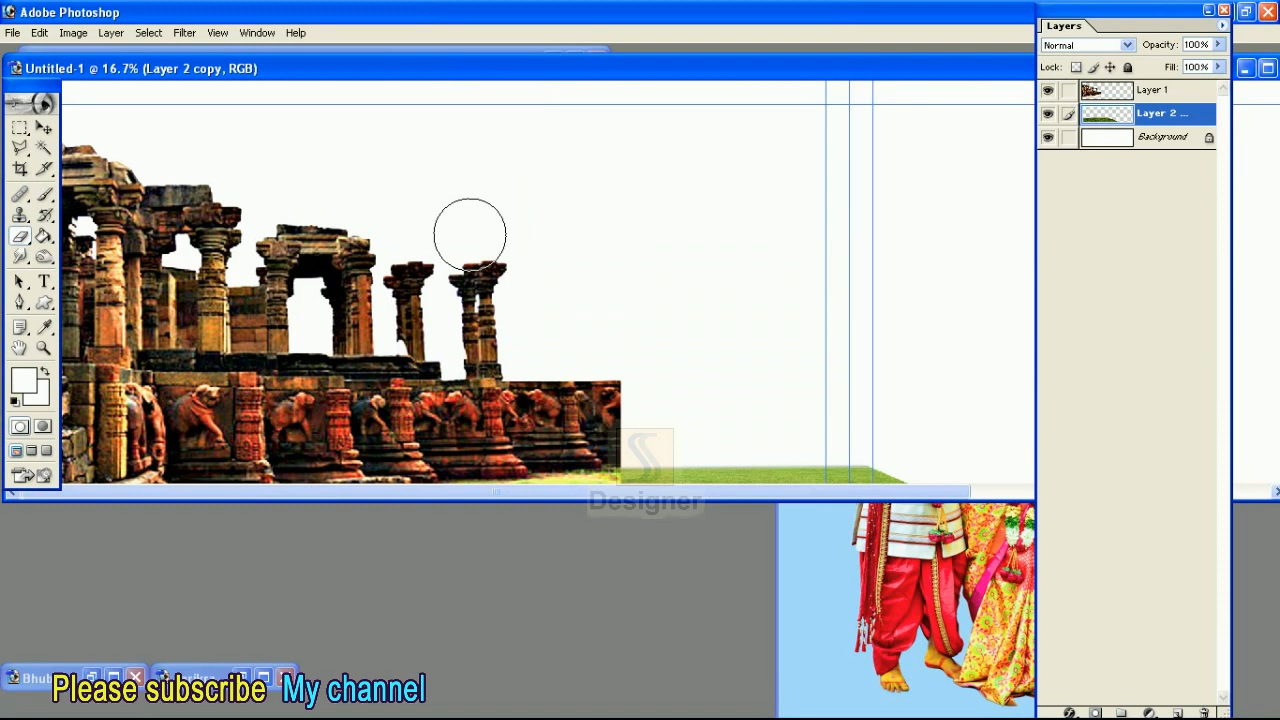 Adobe Photoshop
File Edit Image Layer Select Filter View Window Help
Untitled-1 @ 16.7% (Layer 2 copy, RGB)
Layers
Normal Opacity: 100%
Lock: Fill: 100%
Layer 1
Layer 2 ...
Background
S
Designer
Bhub
Please subscribe My channel